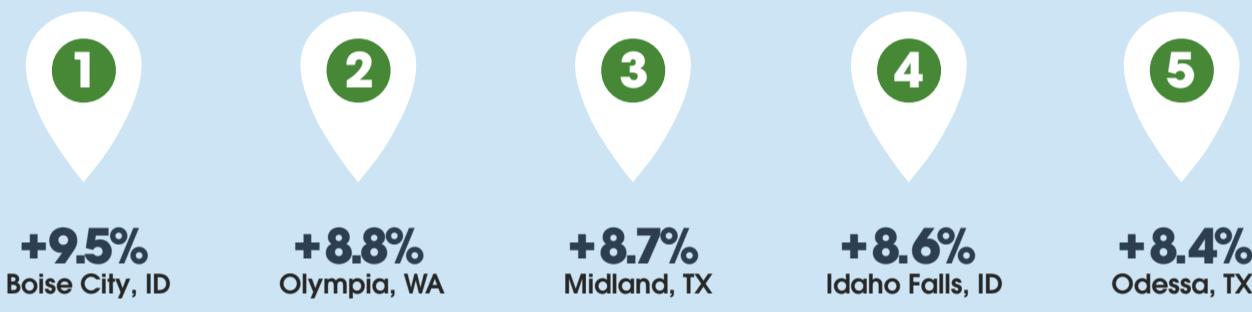 1
2
3
4
5
+9.5%
Boise City, ID
+8.8%
Olympia, WA
+8.7%
Midland, TX
+8.6%
Idaho Falls, ID
+8.4%
Odessa, TX